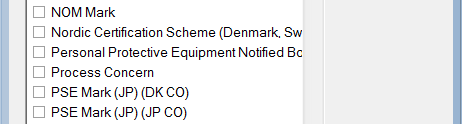 NOM Mark
Nordic Certification Scheme (Denmark, Sw
Personal Protective Equipment Notified Bo
Process Concern
PSE Mark (JP) (DK CO)
PSE Mark (JP) (JP CO)